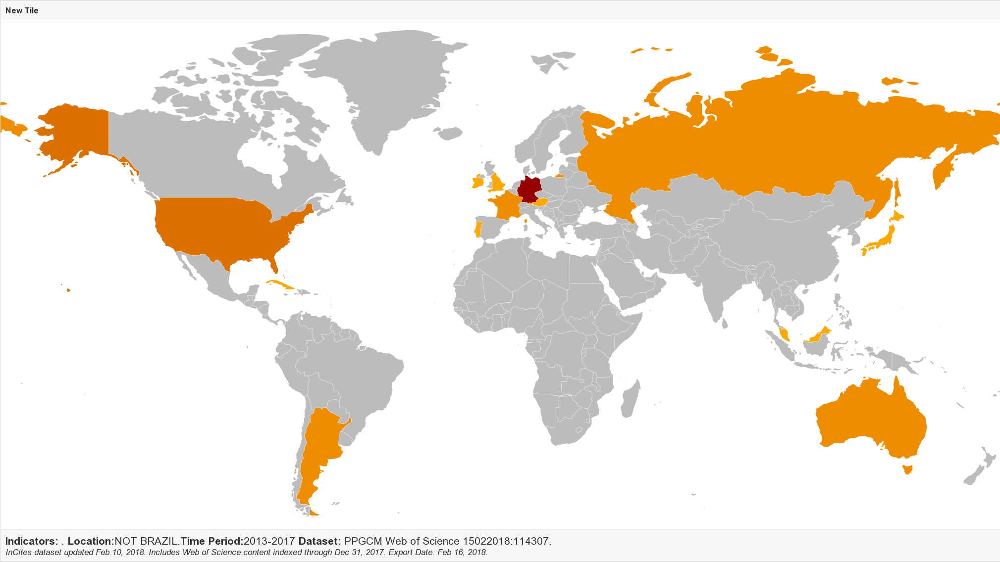 New Tile
Indicators: . Location:NOT BRAZIL.Time Period:2013-2017 Dataset: PPGCM Web of Science 15022018:114307.
InCites dataset updated Feb 10, 2018. Includes Web of Science content indexed through Dec 31, 2017. Export Date: Feb 16, 2018.